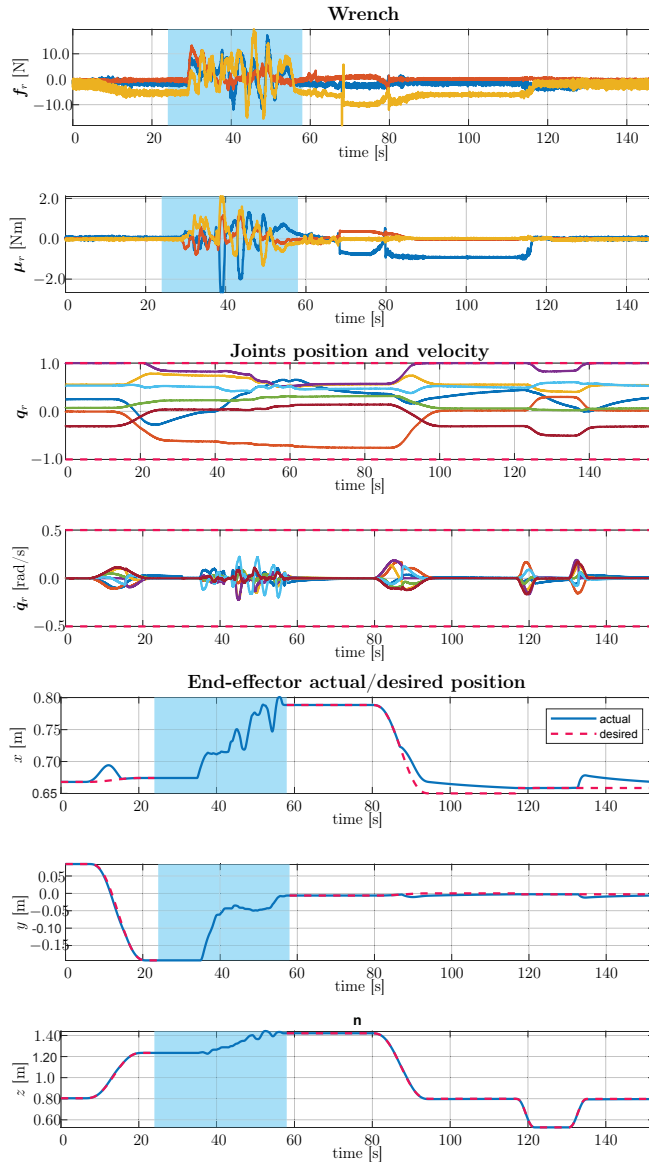 Wrench
10.0
0.0
−10.0
f_r [N]
0 20 40 60 80 100 120 140
time [s]
2.0
0.0
−2.0
μ_r [Nm]
0 20 40 60 80 100 120 140
time [s]
Joints position and velocity
1.0
0.0
−1.0
q_r
0 20 40 60 80 100 120 140
time [s]
0.5
0.0
−0.5
q̇_r [rad/s]
0 20 40 60 80 100 120 140
time [s]
End-effector actual/desired position
0.80
0.75
0.70
0.65
x [m]
actual
desired
0 20 40 60 80 100 120 140
time [s]
0.05
0.00
−0.05
-0.15
y [m]
0 20 40 60 80 100 120 140
time [s]
n
1.40
1.20
0.80
0.60
z [m]
0 20 40 60 80 100 120 140
time [s]